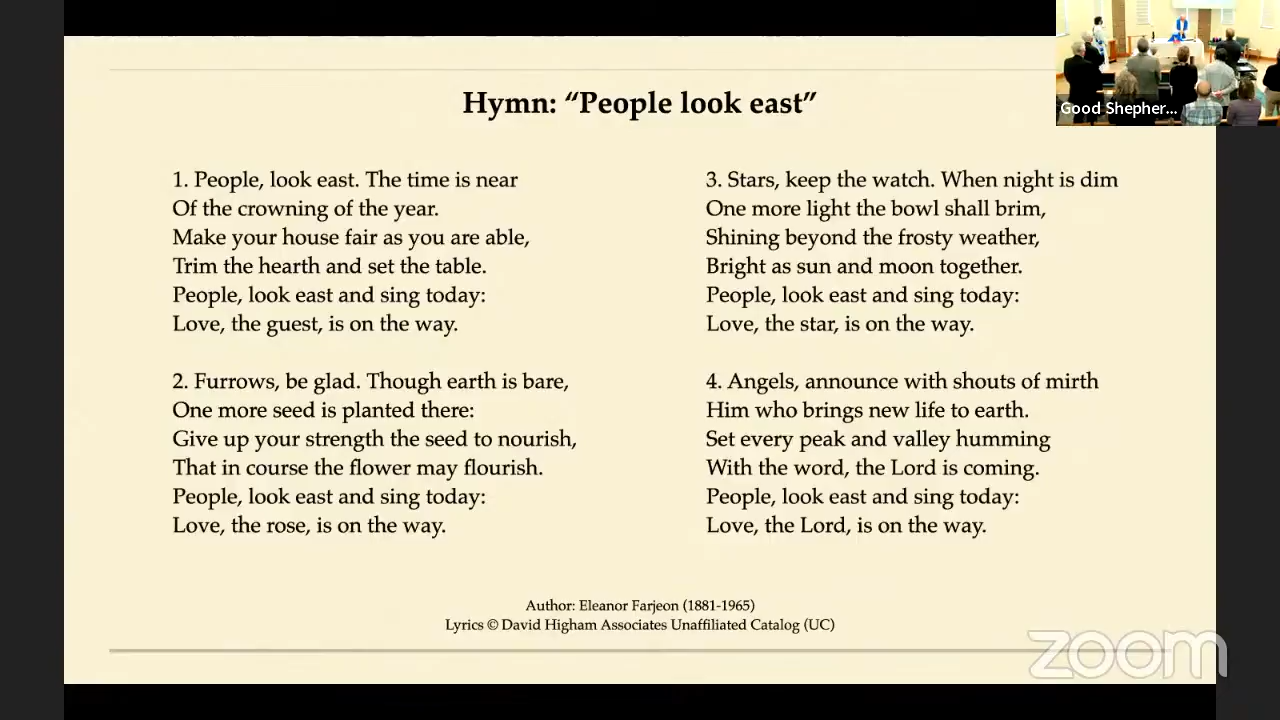 Hymn: “People look east”
1. People, look east. The time is near
Of the crowning of the year.
Make your house fair as you are able,
Trim the hearth and set the table.
People, look east and sing today:
Love, the guest, is on the way.
2. Furrows, be glad. Though earth is bare,
One more seed is planted there:
Give up your strength the seed to nourish,
That in course the flower may flourish.
People, look east and sing today:
Love, the rose, is on the way.
3. Stars, keep the watch. When night is dim
One more light the bowl shall brim,
Shining beyond the frosty weather,
Bright as sun and moon together.
People, look east and sing today:
Love, the star, is on the way.
4. Angels, announce with shouts of mirth
Him who brings new life to earth.
Set every peak and valley humming
With the word, the Lord is coming.
People, look east and sing today:
Love, the Lord, is on the way.
Author: Eleanor Farjeon (1881-1965)
Lyrics © David Higham Associates Unaffiliated Catalog (UC)
Good Shepher...
zoom